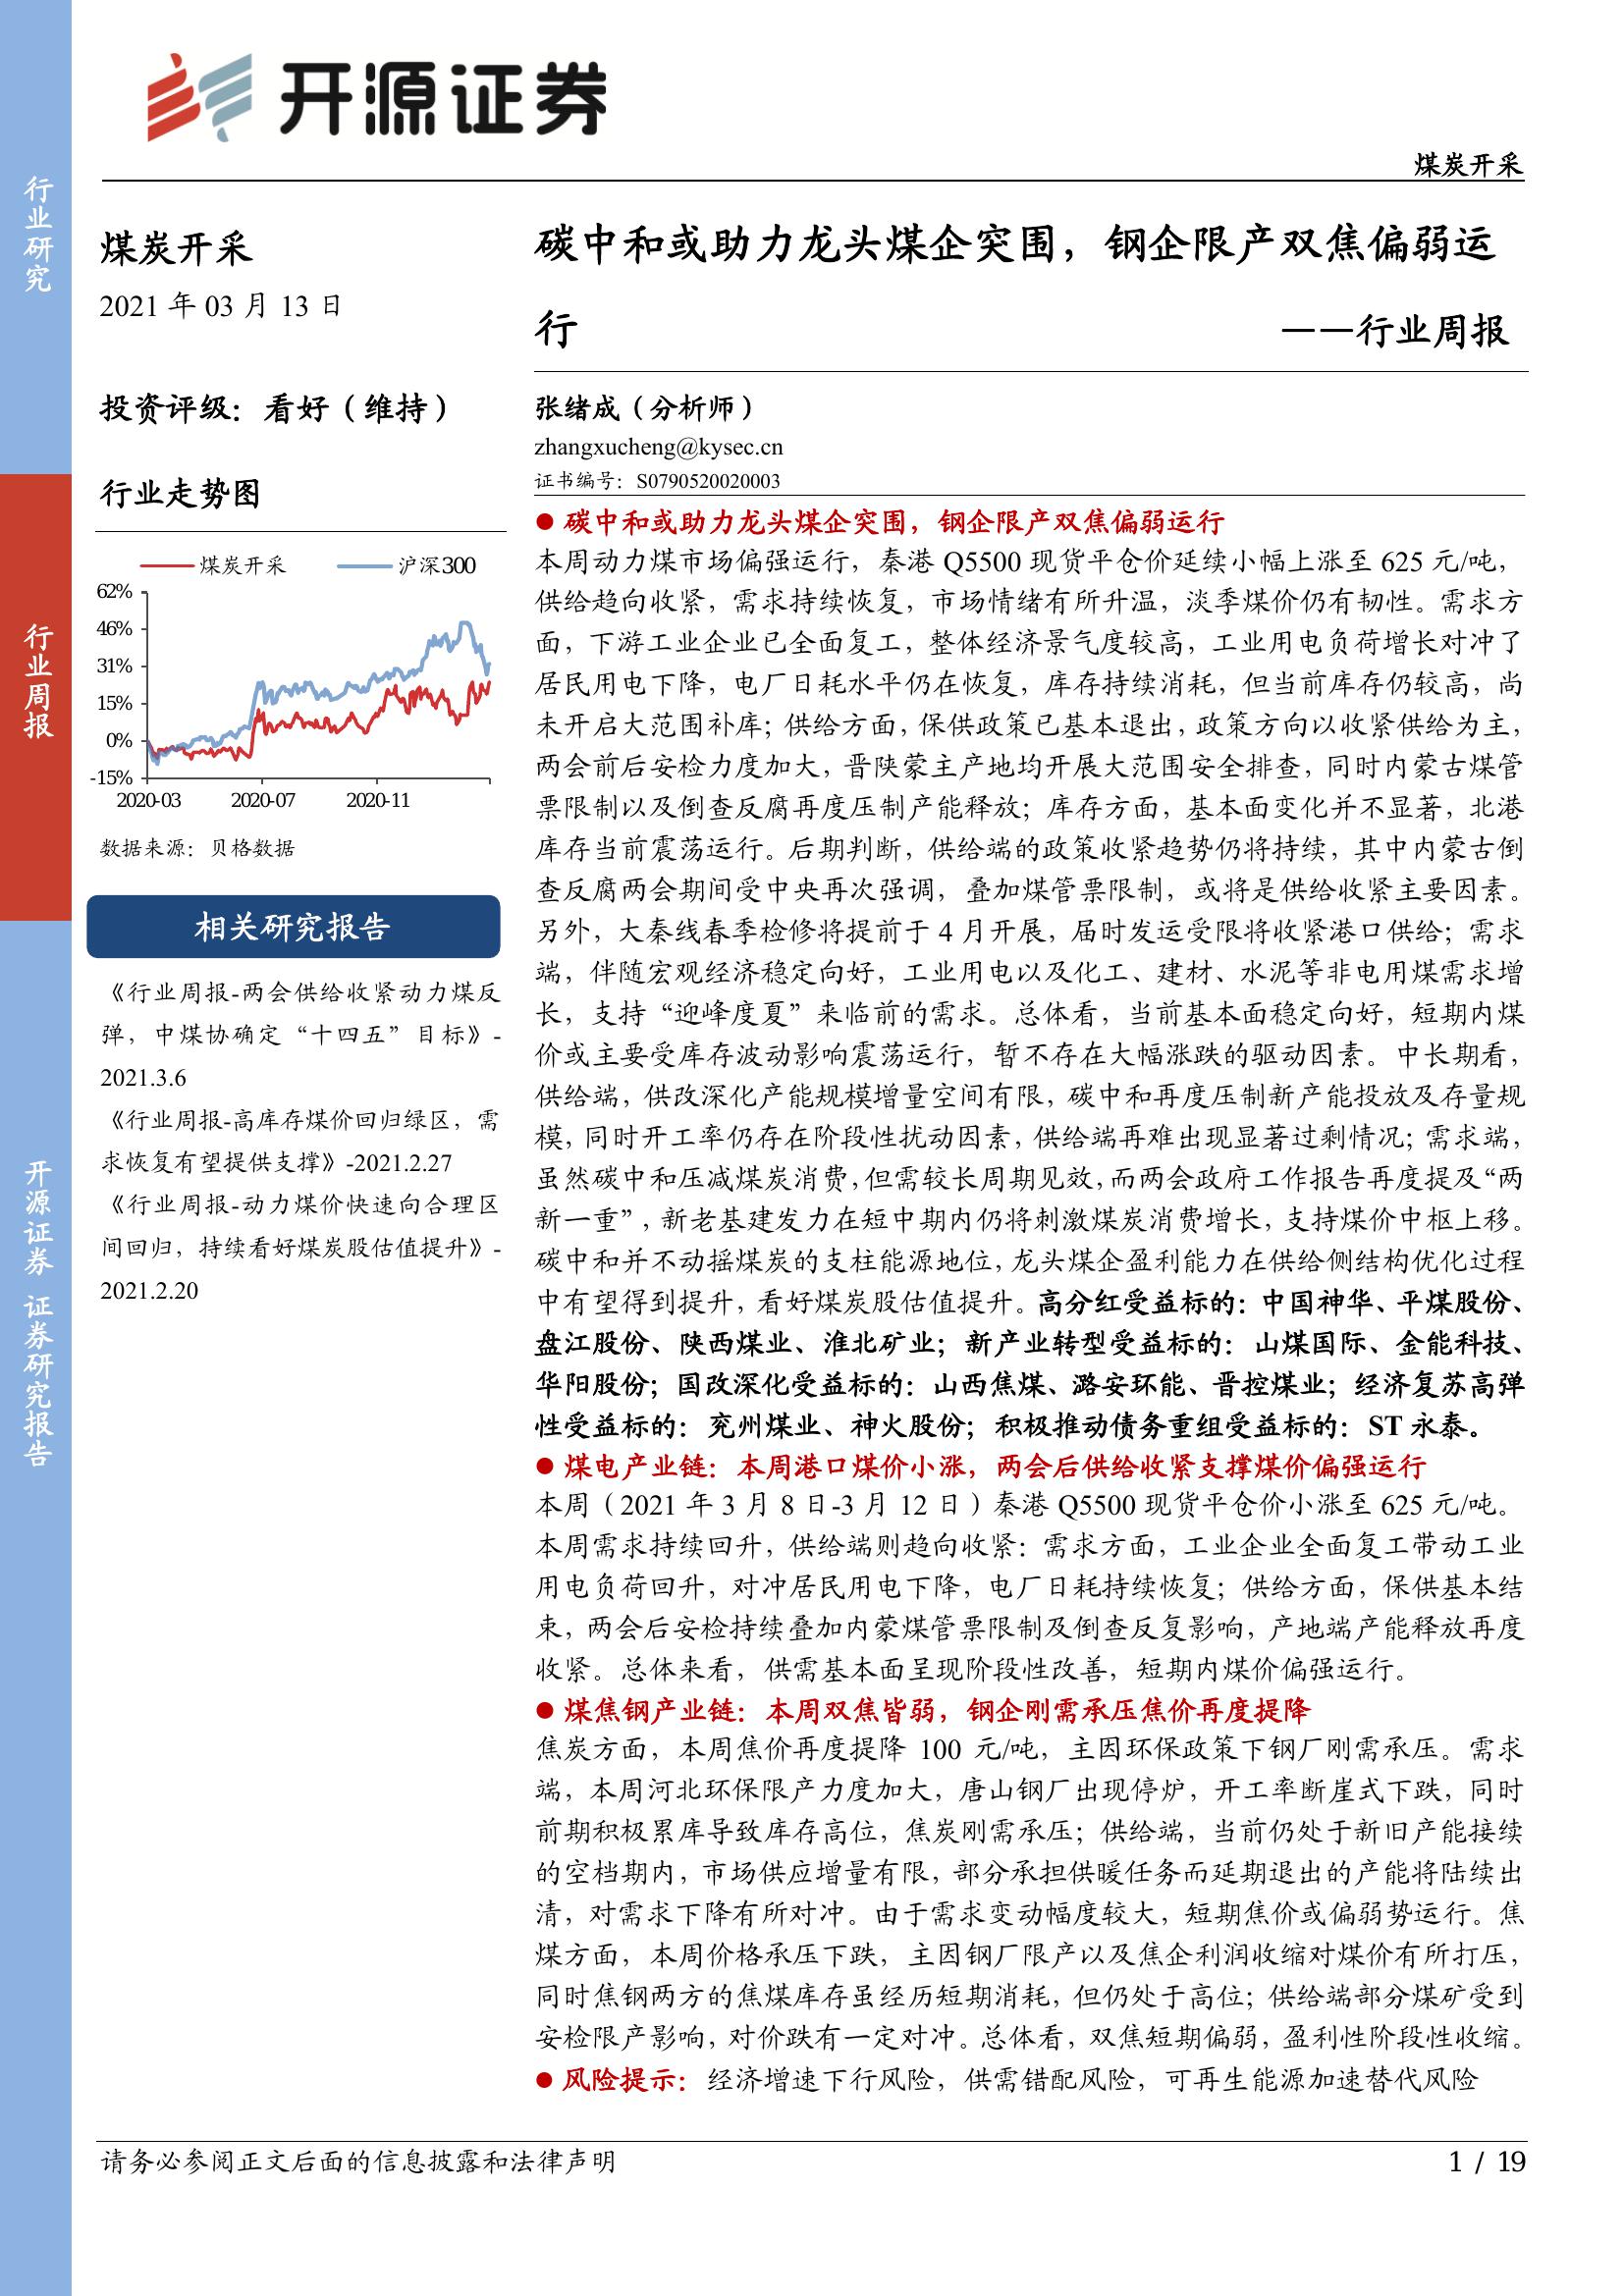 开源证券
煤炭开采
行业研究
行业周报
开源证券 证券研究报告
煤炭开采
2021 年 03 月 13 日
投资评级：看好（维持）
行业走势图
煤炭开采 沪深300
62%
46%
31%
15%
0%
-15%
2020-03 2020-07 2020-11
数据来源：贝格数据
相关研究报告
《行业周报-两会供给收紧动力煤反
弹，中煤协确定“十四五”目标》-
2021.3.6
《行业周报-高库存煤价回归绿区，需
求恢复有望提供支撑》-2021.2.27
《行业周报-动力煤价快速向合理区
间回归，持续看好煤炭股估值提升》-
2021.2.20
碳中和或助力龙头煤企突围，钢企限产双焦偏弱运
行 ——行业周报
张绪成（分析师）
zhangxucheng@kysec.cn
证书编号：S0790520020003
● 碳中和或助力龙头煤企突围，钢企限产双焦偏弱运行
本周动力煤市场偏强运行，秦港 Q5500 现货平仓价延续小幅上涨至 625 元/吨，
供给趋向收紧，需求持续恢复，市场情绪有所升温，淡季煤价仍有韧性。需求方
面，下游工业企业已全面复工，整体经济景气度较高，工业用电负荷增长对冲了
居民用电下降，电厂日耗水平仍在恢复，库存持续消耗，但当前库存仍较高，尚
未开启大范围补库；供给方面，保供政策已基本退出，政策方向以收紧供给为主，
两会前后安检力度加大，晋陕蒙主产地均开展大范围安全排查，同时内蒙古煤管
票限制以及倒查反腐再度压制产能释放；库存方面，基本面变化并不显著，北港
库存当前震荡运行。后期判断，供给端的政策收紧趋势仍将持续，其中内蒙古倒
查反腐两会期间受中央再次强调，叠加煤管票限制，或将是供给收紧主要因素。
另外，大秦线春季检修将提前于 4 月开展，届时发运受限将收紧港口供给；需求
端，伴随宏观经济稳定向好，工业用电以及化工、建材、水泥等非电用煤需求增
长，支持“迎峰度夏”来临前的需求。总体看，当前基本面稳定向好，短期内煤
价或主要受库存波动影响震荡运行，暂不存在大幅涨跌的驱动因素。中长期看，
供给端，供改深化产能规模增量空间有限，碳中和再度压制新产能投放及存量规
模，同时开工率仍存在阶段性扰动因素，供给端再难出现显著过剩情况；需求端，
虽然碳中和压减煤炭消费，但需较长周期见效，而两会政府工作报告再度提及“两
新一重”，新老基建发力在短中期内仍将刺激煤炭消费增长，支持煤价中枢上移。
碳中和并不动摇煤炭的支柱能源地位，龙头煤企盈利能力在供给侧结构优化过程
中有望得到提升，看好煤炭股估值提升。高分红受益标的：中国神华、平煤股份、
盘江股份、陕西煤业、淮北矿业；新产业转型受益标的：山煤国际、金能科技、
华阳股份；国改深化受益标的：山西焦煤、潞安环能、晋控煤业；经济复苏高弹
性受益标的：兖州煤业、神火股份；积极推动债务重组受益标的：ST 永泰。
● 煤电产业链：本周港口煤价小涨，两会后供给收紧支撑煤价偏强运行
本周（2021 年 3 月 8 日-3 月 12 日）秦港 Q5500 现货平仓价小涨至 625 元/吨。
本周需求持续回升，供给端则趋向收紧：需求方面，工业企业全面复工带动工业
用电负荷回升，对冲居民用电下降，电厂日耗持续恢复；供给方面，保供基本结
束，两会后安检持续叠加内蒙煤管票限制及倒查反复影响，产地端产能释放再度
收紧。总体来看，供需基本面呈现阶段性改善，短期内煤价偏强运行。
● 煤焦钢产业链：本周双焦皆弱，钢企刚需承压焦价再度提降
焦炭方面，本周焦价再度提降 100 元/吨，主因环保政策下钢厂刚需承压。需求
端，本周河北环保限产力度加大，唐山钢厂出现停炉，开工率断崖式下跌，同时
前期积极累库导致库存高位，焦炭刚需承压；供给端，当前仍处于新旧产能接续
的空档期内，市场供应增量有限，部分承担供暖任务而延期退出的产能将陆续出
清，对需求下降有所对冲。由于需求变动幅度较大，短期焦价或偏弱势运行。焦
煤方面，本周价格承压下跌，主因钢厂限产以及焦企利润收缩对煤价有所打压，
同时焦钢两方的焦煤库存虽经历短期消耗，但仍处于高位；供给端部分煤矿受到
安检限产影响，对价跌有一定对冲。总体看，双焦短期偏弱，盈利性阶段性收缩。
● 风险提示：经济增速下行风险，供需错配风险，可再生能源加速替代风险
请务必参阅正文后面的信息披露和法律声明 1 / 19